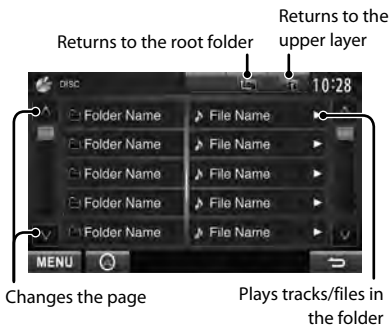 Returns to the
upper layer
Returns to the root folder
DISC
10:28
Folder Name
File Name
Folder Name
File Name
Folder Name
File Name
Folder Name
File Name
Folder Name
File Name
MENU
Changes the page
Plays tracks/files in
the folder